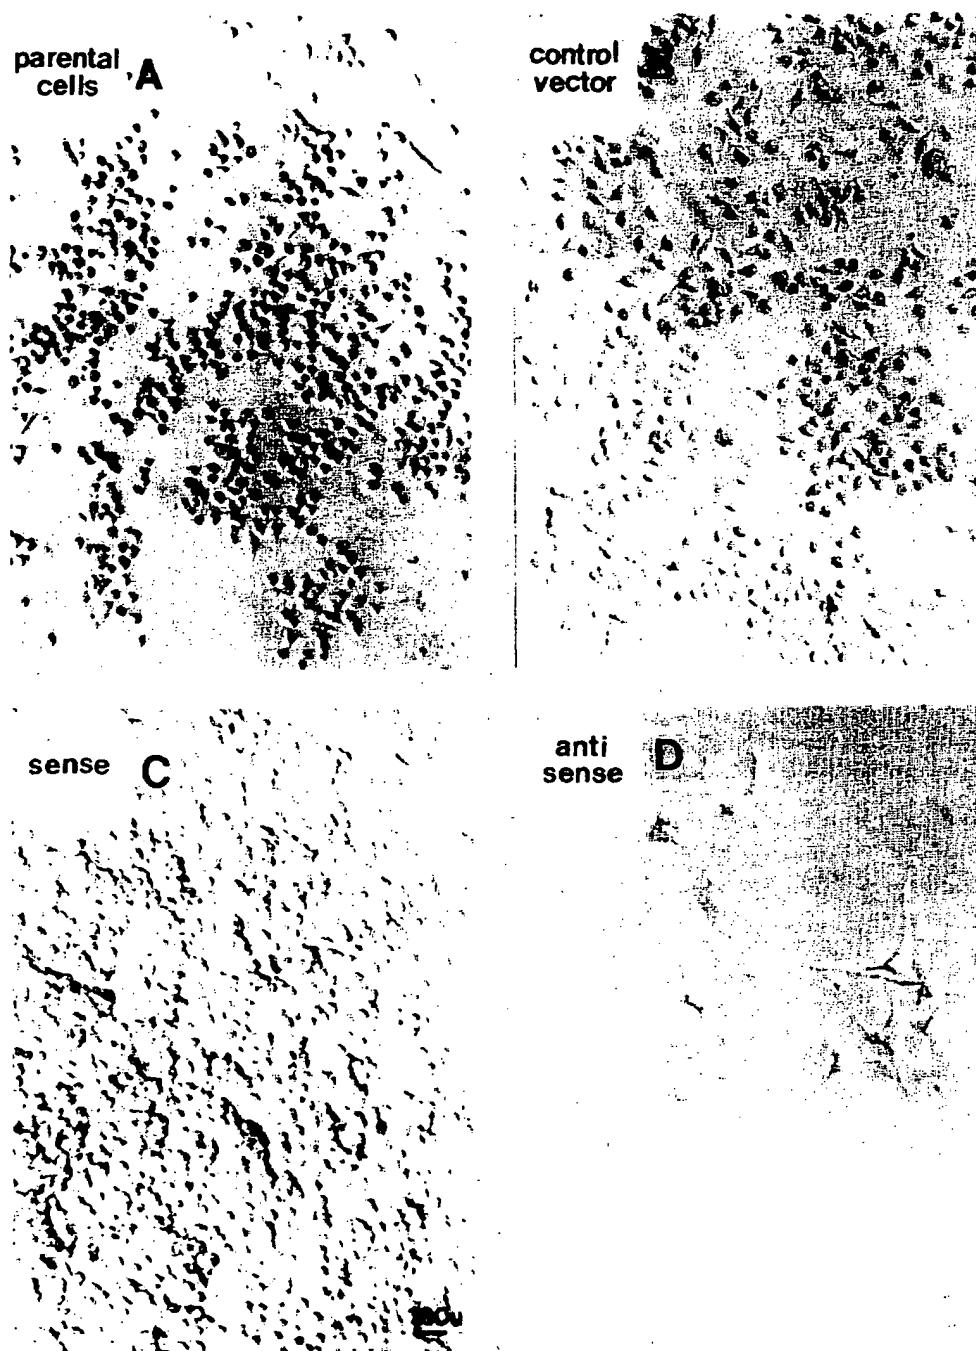 parental
cells A
control
vector B
sense C
anti
sense D